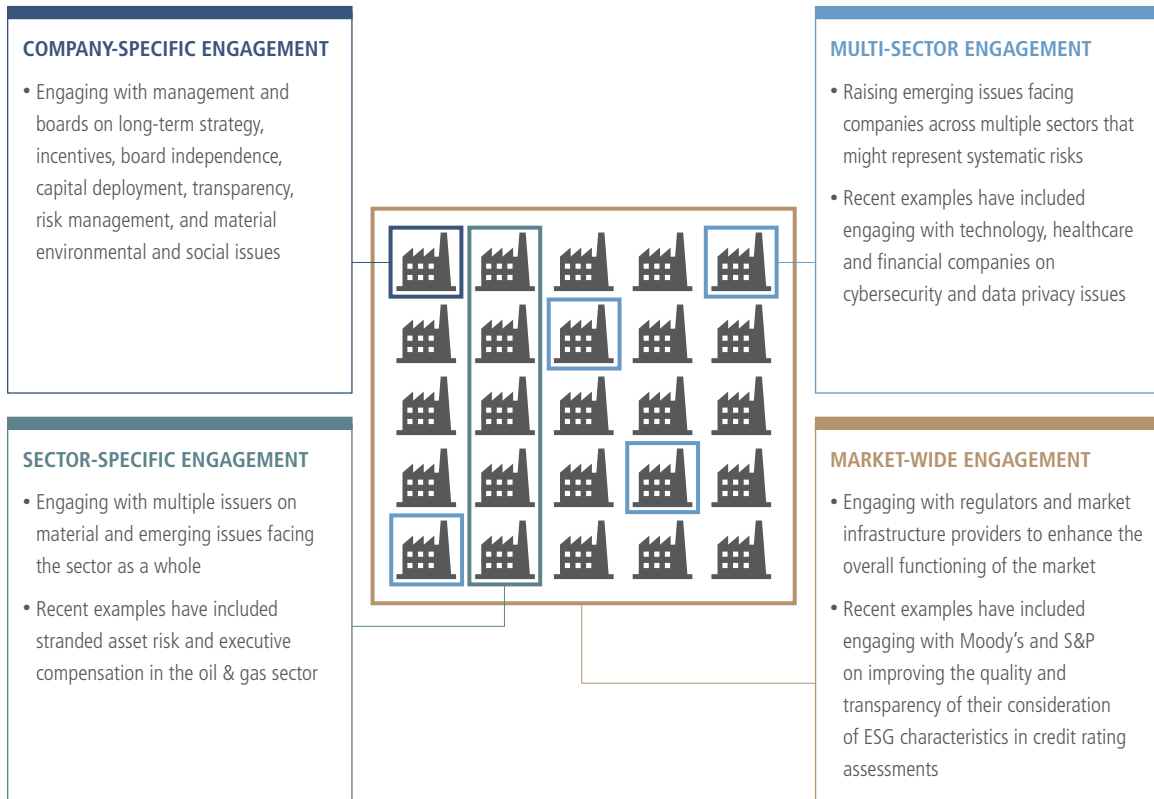 COMPANY-SPECIFIC ENGAGEMENT
• Engaging with management and
boards on long-term strategy,
incentives, board independence,
capital deployment, transparency,
risk management, and material
environmental and social issues
MULTI-SECTOR ENGAGEMENT
• Raising emerging issues facing
companies across multiple sectors that
might represent systematic risks
• Recent examples have included
engaging with technology, healthcare
and financial companies on
cybersecurity and data privacy issues
SECTOR-SPECIFIC ENGAGEMENT
• Engaging with multiple issuers on
material and emerging issues facing
the sector as a whole
• Recent examples have included
stranded asset risk and executive
compensation in the oil & gas sector
MARKET-WIDE ENGAGEMENT
• Engaging with regulators and market
infrastructure providers to enhance the
overall functioning of the market
• Recent examples have included
engaging with Moody’s and S&P
on improving the quality and
transparency of their consideration
of ESG characteristics in credit rating
assessments